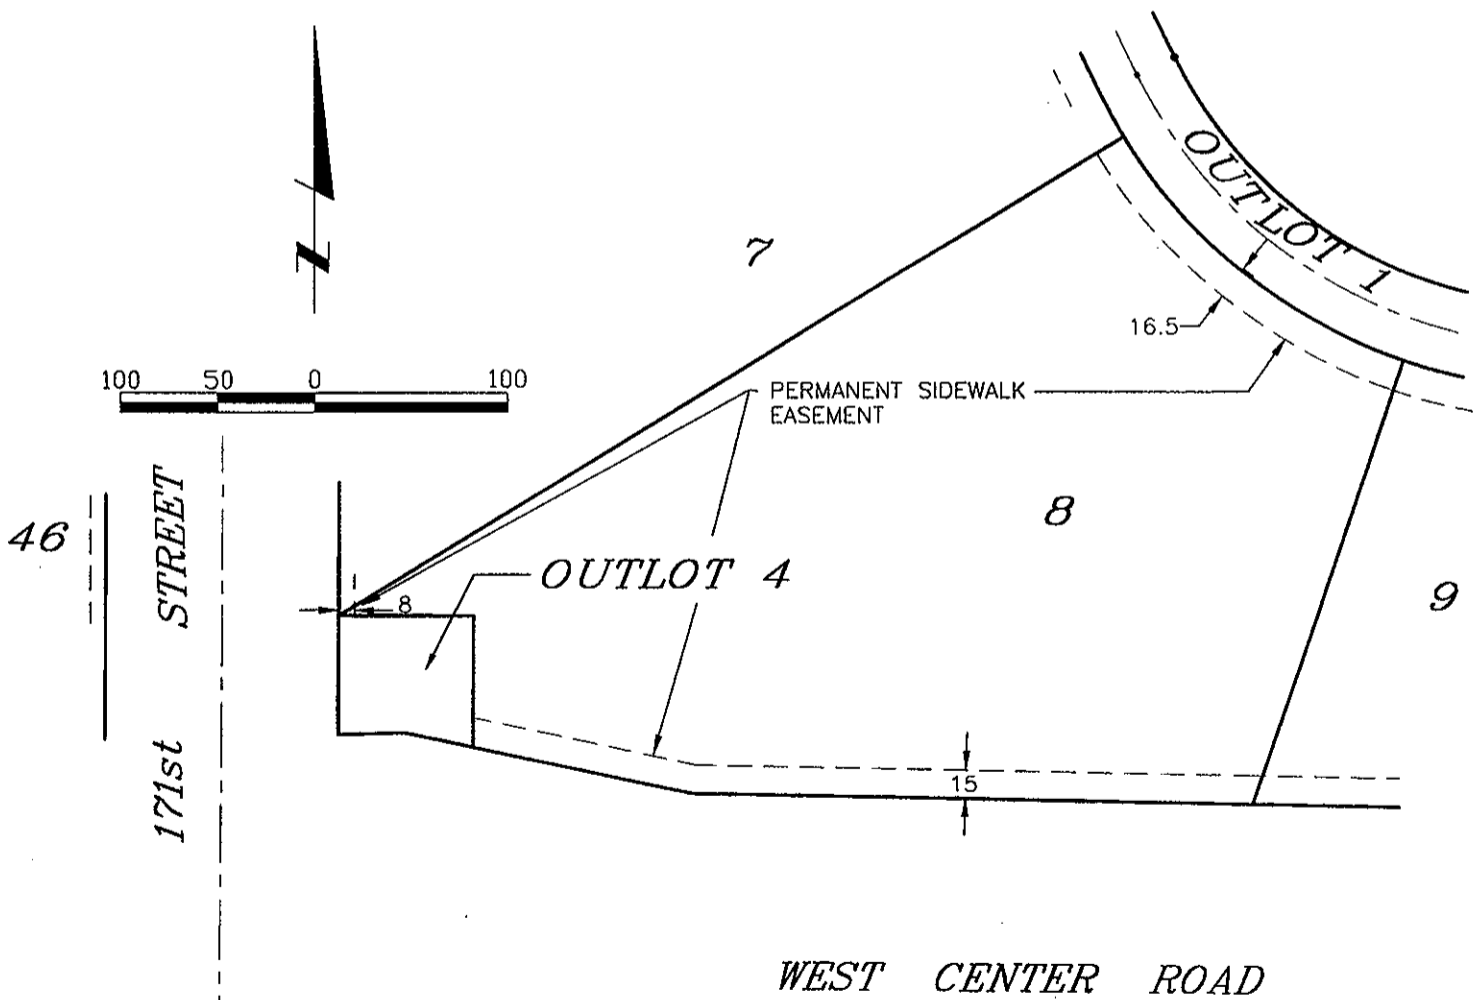 N
OUTLOT 1
7
16.5
100 50 0 100
PERMANENT SIDEWALK
EASEMENT
46
171st STREET
8
OUTLOT 4
8
9
15
WEST CENTER ROAD